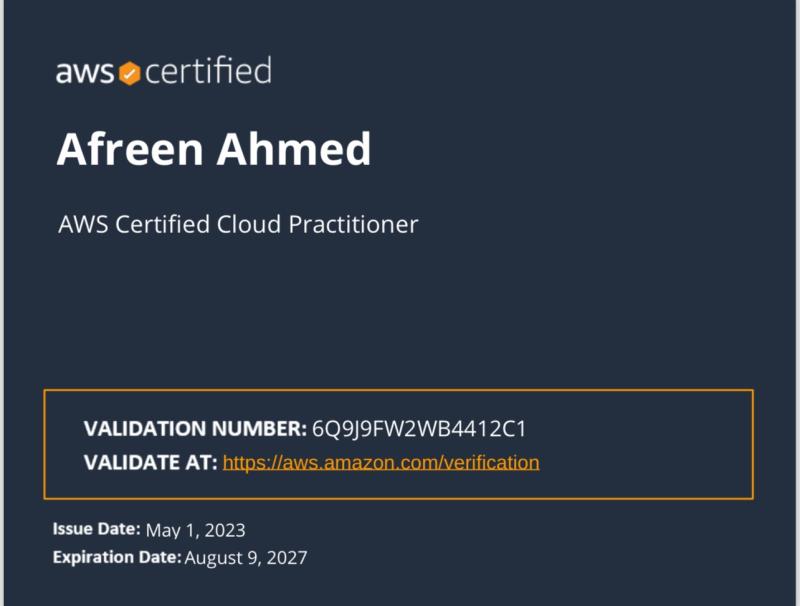 aws certified
Afreen Ahmed
AWS Certified Cloud Practitioner
VALIDATION NUMBER: 6Q9J9FW2WB4412C1
VALIDATE AT: https://aws.amazon.com/verification
Issue Date: May 1, 2023
Expiration Date: August 9, 2027